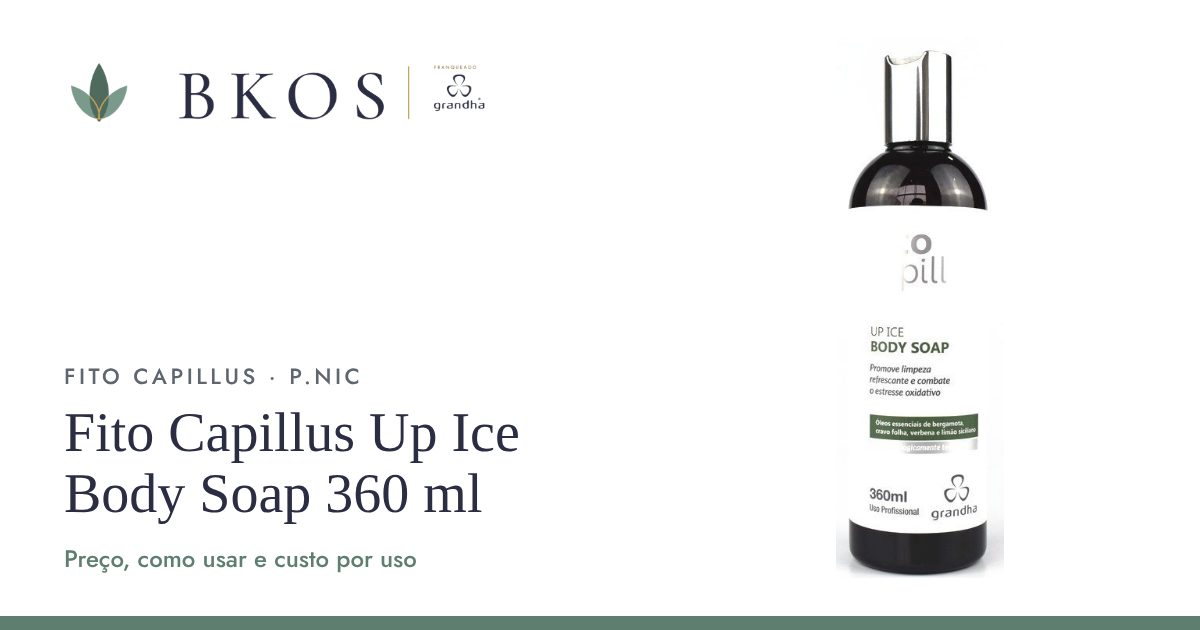 BKOS
FRANQUEADO
grandha
FITO CAPILLUS · P.NIC
Fito Capillus Up Ice
Body Soap 360 ml
Preço, como usar e custo por uso
to
pill
UP ICE
BODY SOAP
Promove limpeza
refrescante e combate
o estresse oxidativo
Óleos essenciais de bergamota,
cravo folha, verbena e limão siciliano
360ml
Uso Profissional
grandha